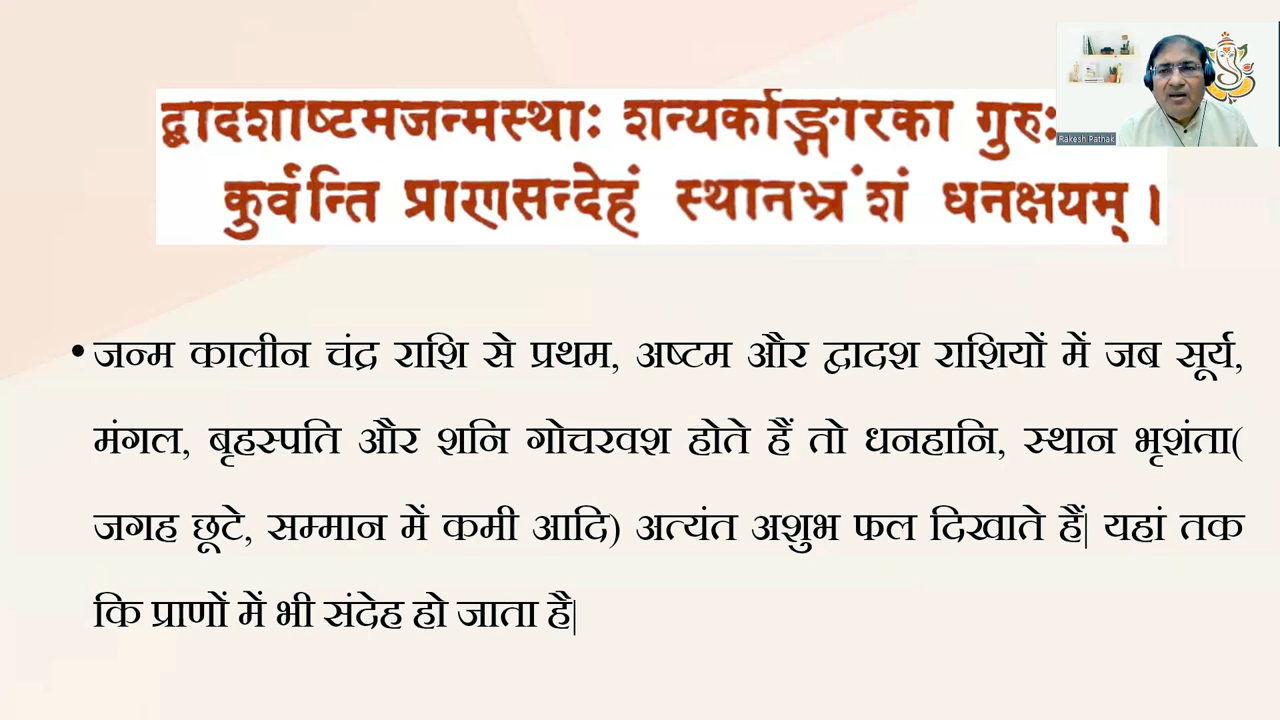 द्वादशाष्टमजन्मस्थाः शन्यर्काङ्गारका गुरुः
Rakesh Pathak
कुर्वन्ति प्राणसन्देहं स्थानभ्रंशं धनक्षयम् ।
• जन्म कालीन चंद्र राशि से प्रथम, अष्टम और द्वादश राशियों में जब सूर्य,
मंगल, बृहस्पति और शनि गोचरवश होते हैं तो धनहानि, स्थान भृशंता(
जगह छूटे, सम्मान में कमी आदि) अत्यंत अशुभ फल दिखाते हैं| यहां तक
कि प्राणों में भी संदेह हो जाता है|